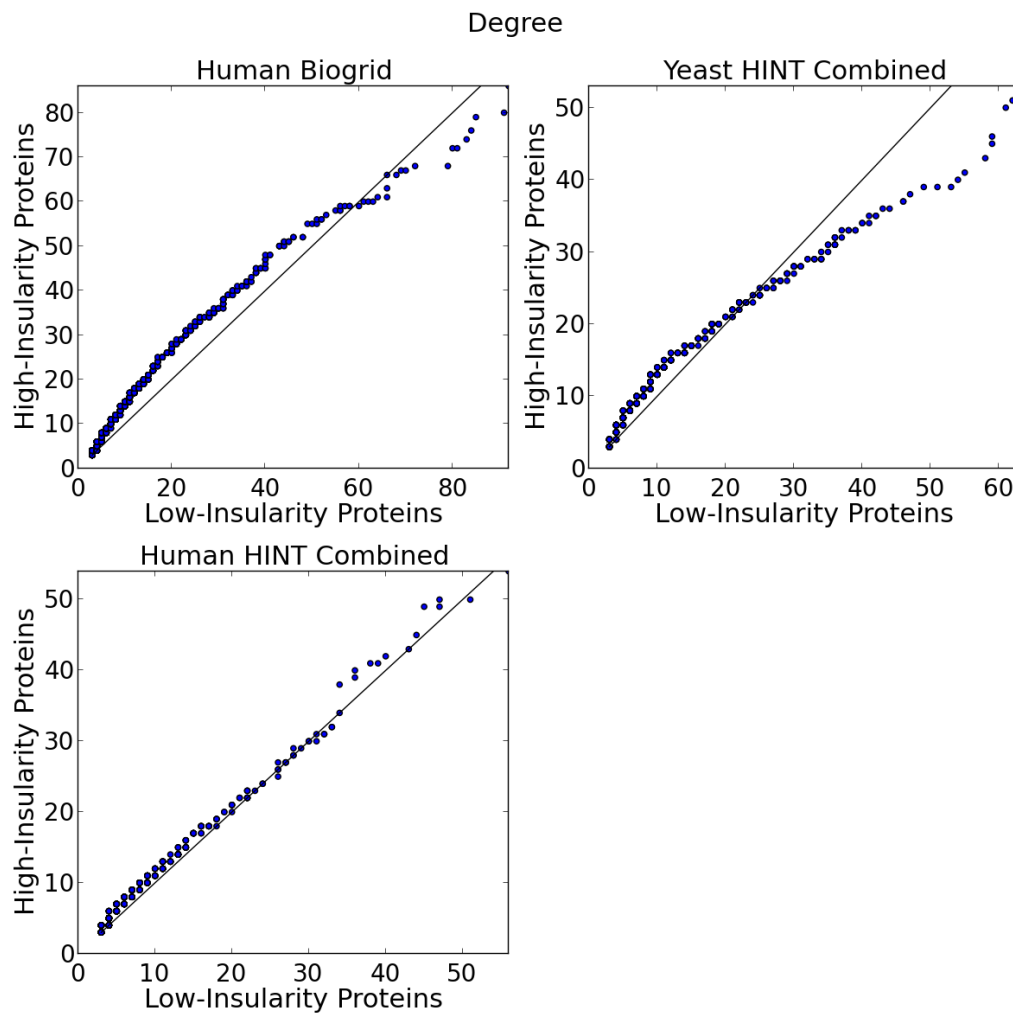 Degree
Human Biogrid
High-Insularity Proteins
80
70
60
50
40
30
20
10
0
0 20 40 60 80
Low-Insularity Proteins
Yeast HINT Combined
High-Insularity Proteins
50
40
30
20
10
0
0 10 20 30 40 50 60
Low-Insularity Proteins
Human HINT Combined
High-Insularity Proteins
50
40
30
20
10
0
0 10 20 30 40 50
Low-Insularity Proteins